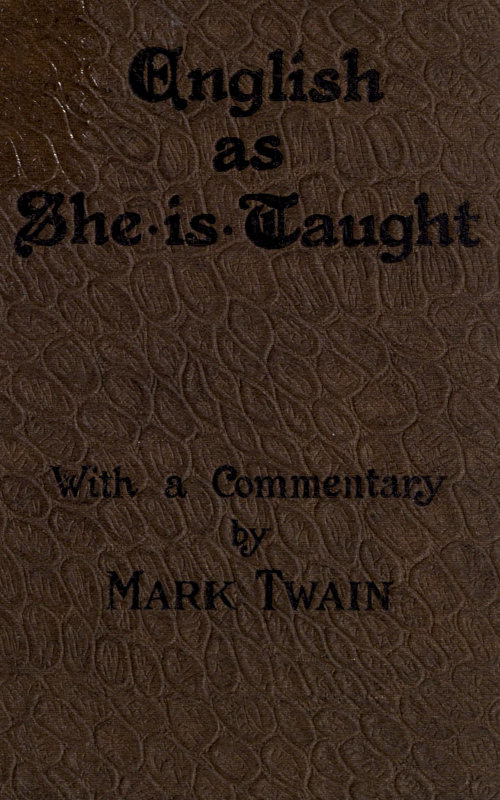 English
as
She·is·Taught
With a Commentary
by
MARK TWAIN